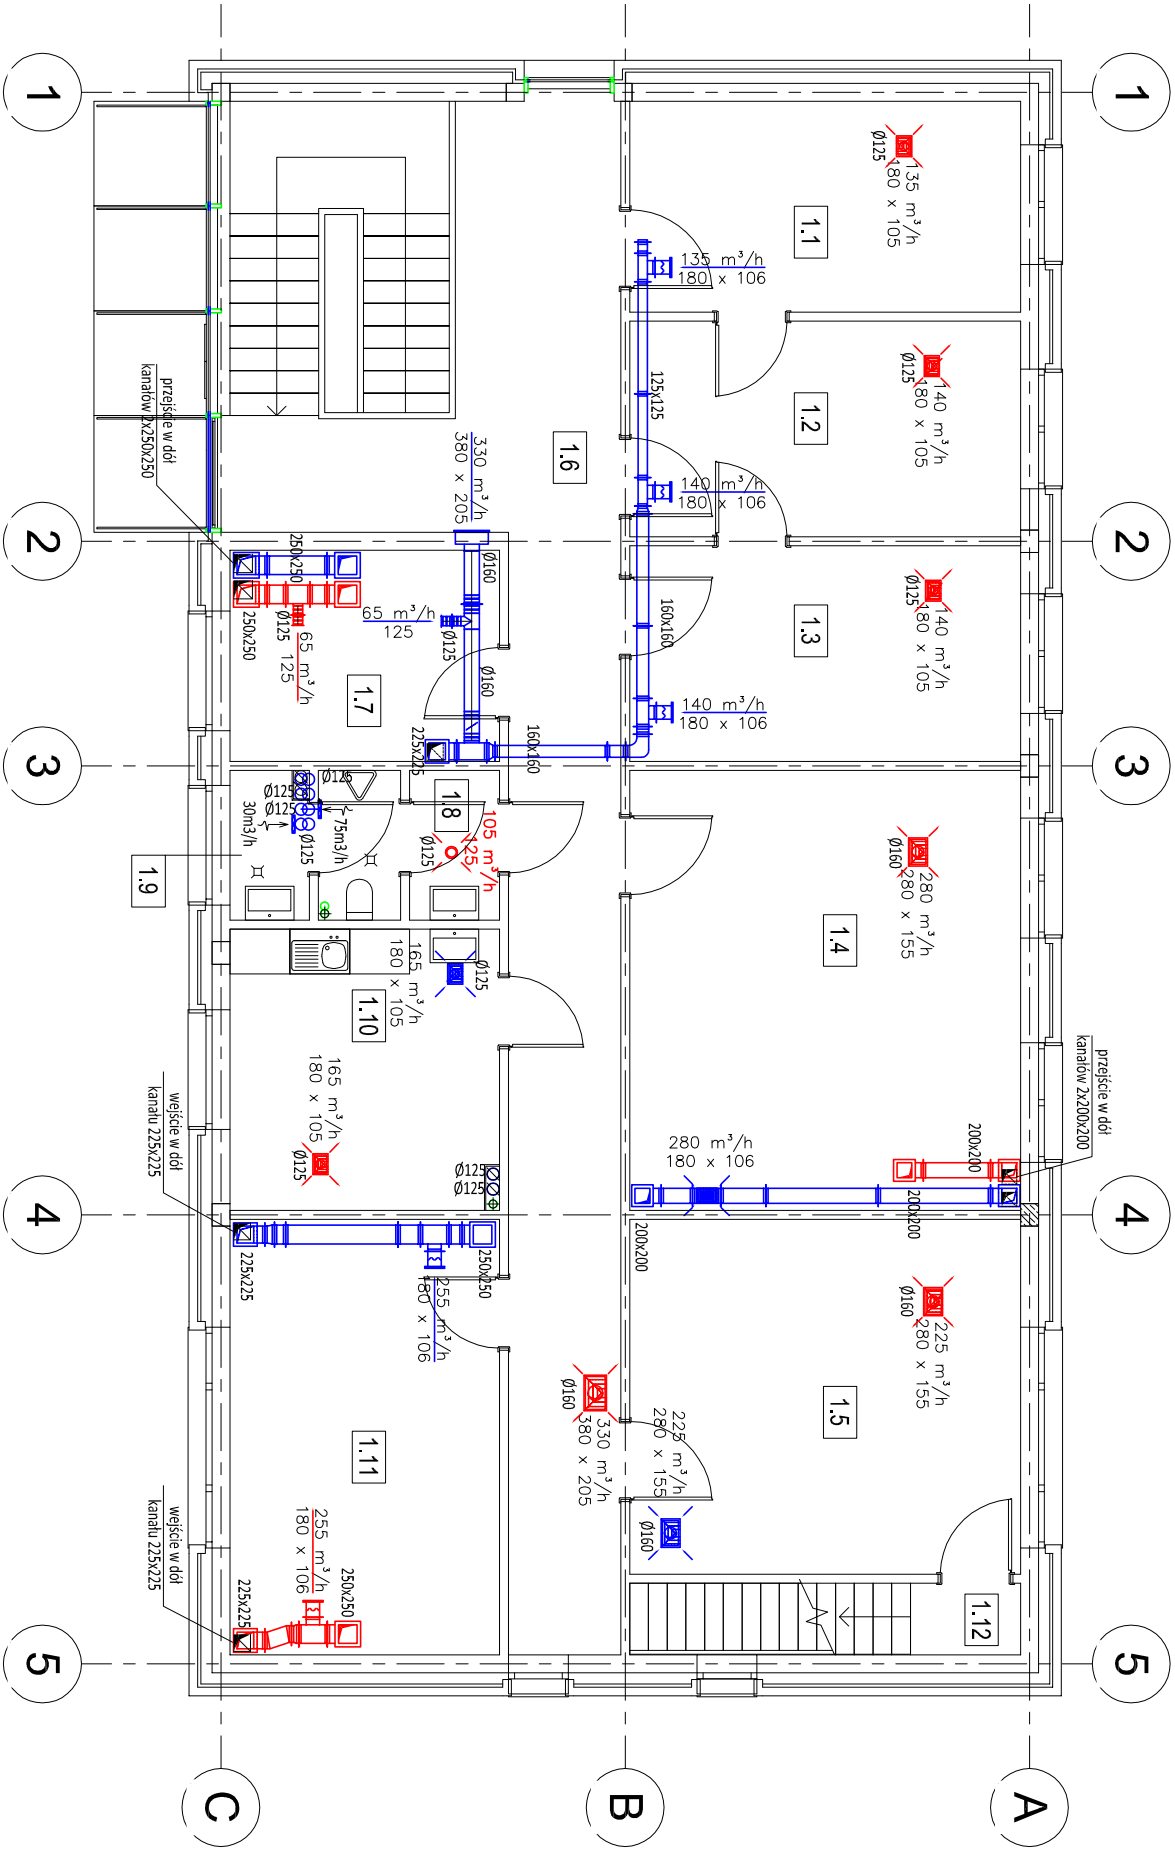 1
1
2
2
3
3
4
4
5
5
A
B
C
1.1
Ø125
135 m³/h
180 x 105
135 m³/h
180 x 106
1.2
Ø125
140 m³/h
180 x 105
125x125
140 m³/h
180 x 106
1.3
Ø125
140 m³/h
180 x 105
160x160
140 m³/h
180 x 106
1.6
330 m³/h
380 x 205
przejście w dół
kanałów 2x250x250
250x250
250x250
Ø125
65 m³/h
125
65 m³/h
125
Ø125
Ø160
Ø160
1.7
225x225
160x160
1.8
105 m³/h
125
Ø125
Ø125
Ø125
Ø125
Ø125
30m3/h
75m3/h
1.9
1.4
Ø160
280 m³/h
280 x 155
przejście w dół
kanałów 2x200x200
200x200
200x200
200x200
280 m³/h
180 x 106
1.10
165 m³/h
180 x 105
Ø125
165 m³/h
180 x 105
Ø125
Ø125
Ø125
wejście w dół
kanału 225x225
225x225
250x250
255 m³/h
180 x 106
1.5
Ø160
225 m³/h
280 x 155
225 m³/h
280 x 155
Ø160
330 m³/h
380 x 205
Ø160
1.11
255 m³/h
180 x 106
250x250
225x225
wejście w dół
kanału 225x225
1.12